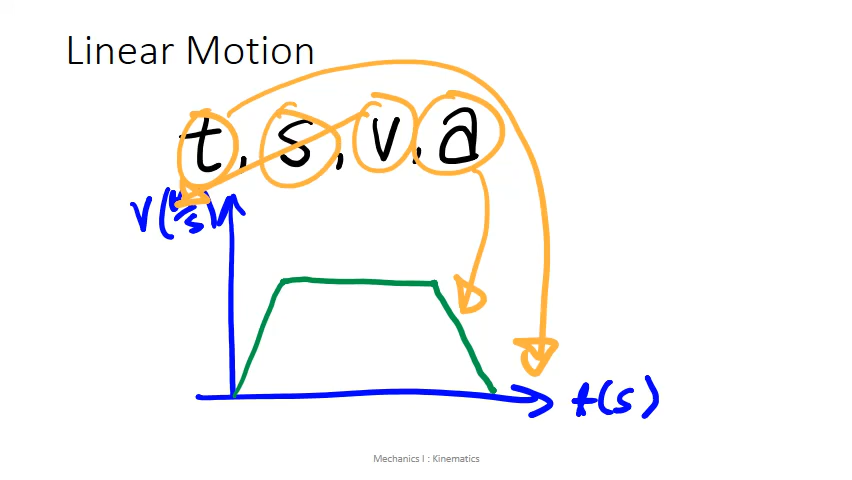 Linear Motion
t, s, v, a
v(m/s)
t(s)
Mechanics I : Kinematics